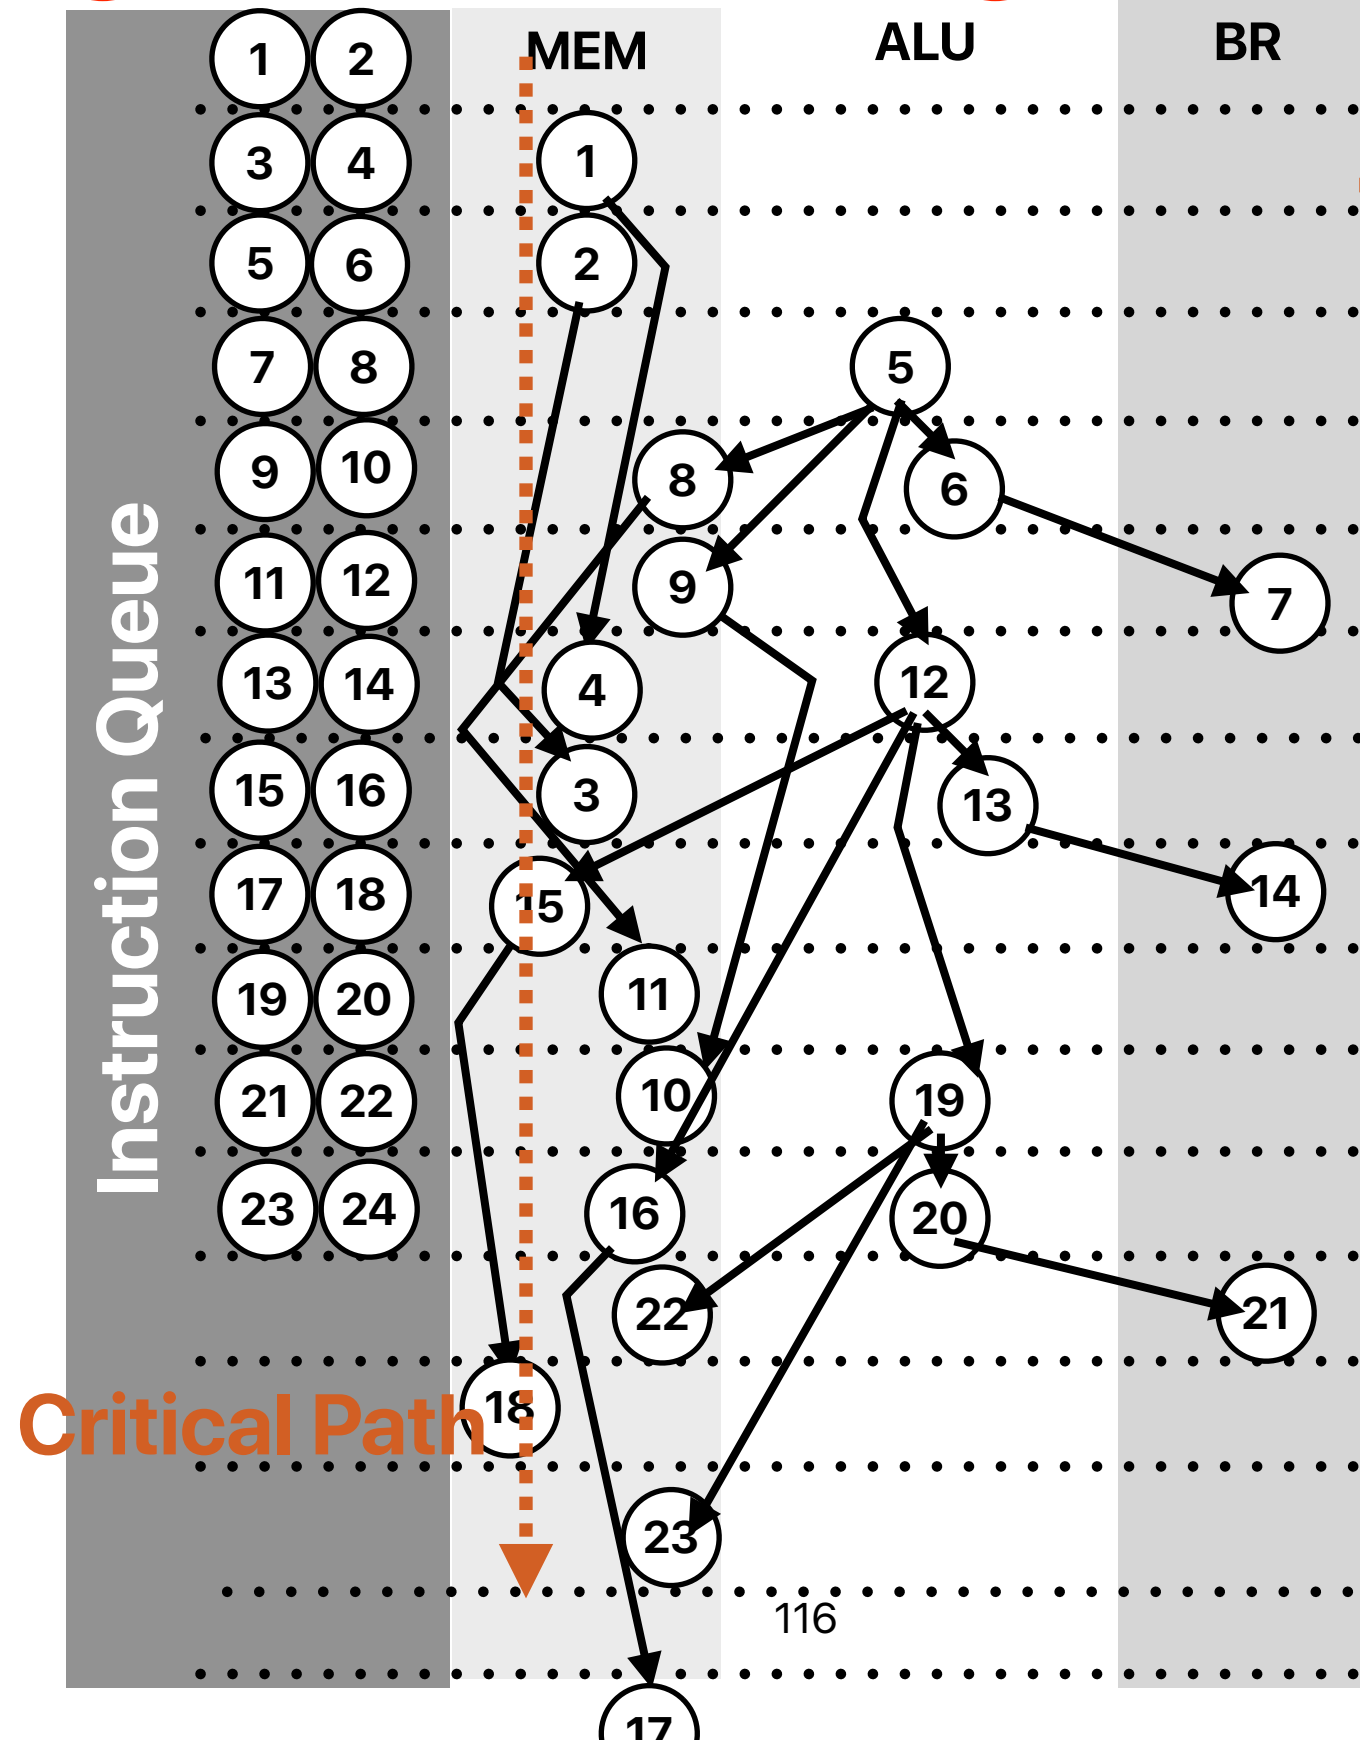 1 2 MEM ALU BR
3 4 1
5 6 2
7 8 5
9 10 8 6
11 12 9 7
13 14 4 12
15 16 3 13
17 18 15 14
19 20 11
21 22 10 19
23 24 16 20
22 21
Instruction Queue
Critical Path 18
23
116
17